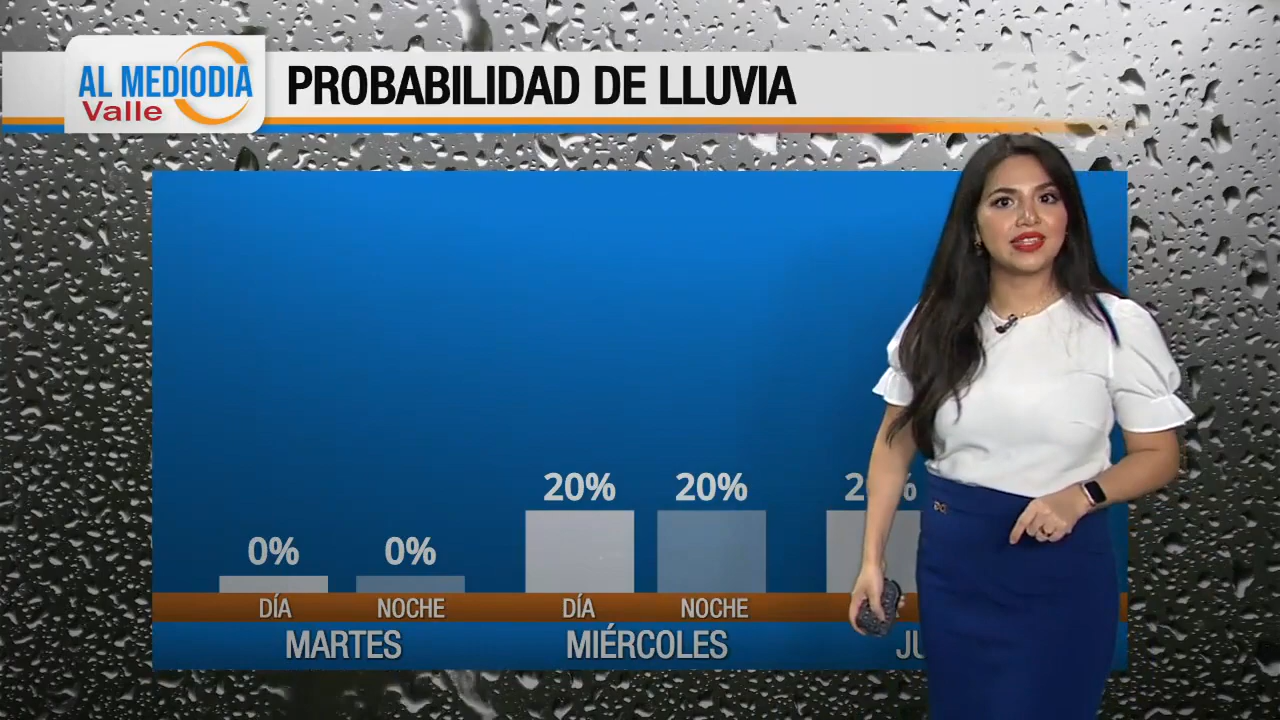 AL MEDIODIA
Valle
PROBABILIDAD DE LLUVIA
0% 0% 20% 20%
DÍA NOCHE DÍA NOCHE
MARTES MIÉRCOLES